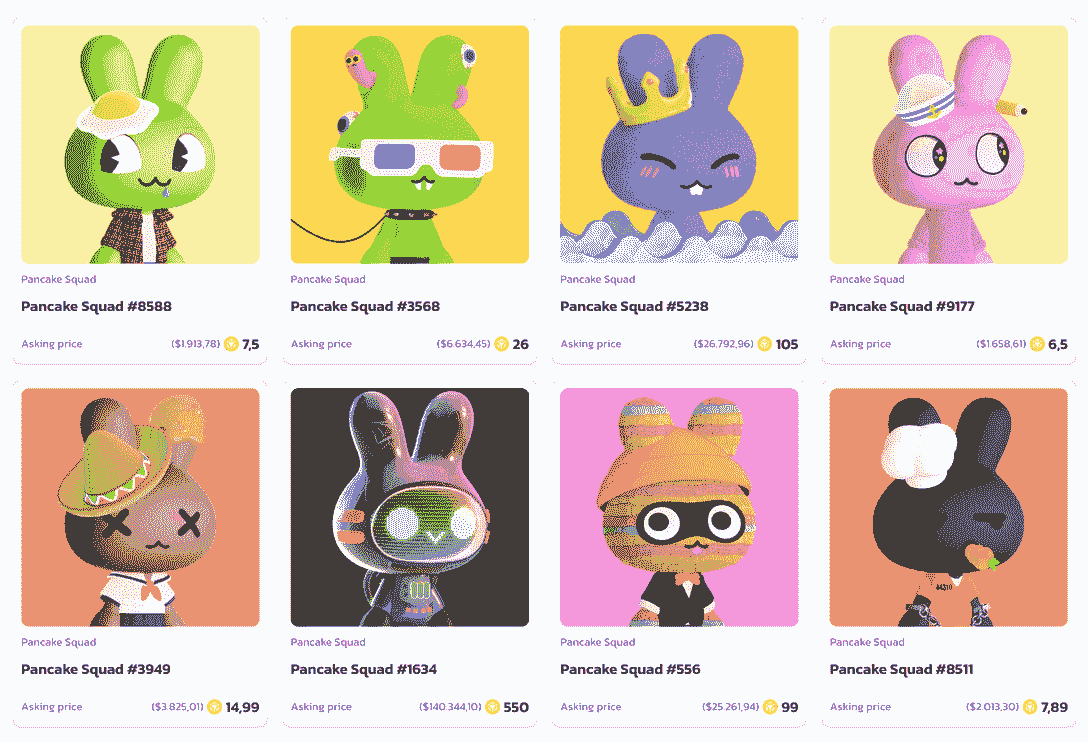 Pancake Squad
Pancake Squad #8588
Asking price ($1.913,78) 7,5
Pancake Squad
Pancake Squad #3568
Asking price ($6.634,45) 26
Pancake Squad
Pancake Squad #5238
Asking price ($26.792,96) 105
Pancake Squad
Pancake Squad #9177
Asking price ($1.658,61) 6,5
Pancake Squad
Pancake Squad #3949
Asking price ($3.825,01) 14,99
Pancake Squad
Pancake Squad #1634
Asking price ($140.344,10) 550
Pancake Squad
Pancake Squad #556
Asking price ($25.261,94) 99
Pancake Squad
Pancake Squad #8511
Asking price ($2.013,30) 7,89